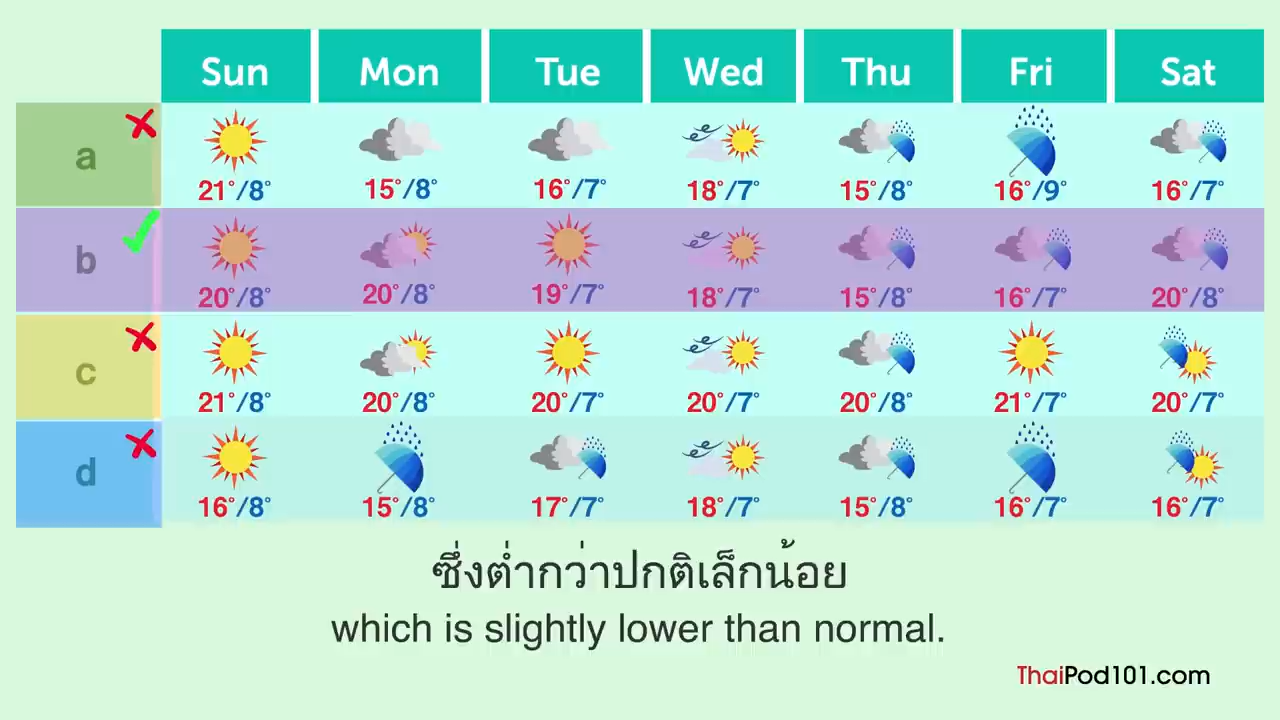 Sun Mon Tue Wed Thu Fri Sat
a
21°/8° 15°/8° 16°/7° 18°/7° 15°/8° 16°/9° 16°/7°
b
20°/8° 20°/8° 19°/7° 18°/7° 15°/8° 16°/7° 20°/8°
c
21°/8° 20°/8° 20°/7° 20°/7° 20°/8° 21°/7° 20°/7°
d
16°/8° 15°/8° 17°/7° 18°/7° 15°/8° 16°/7° 16°/7°
ซึ่งต่ำกว่าปกติเล็กน้อย
which is slightly lower than normal.
ThaiPod101.com